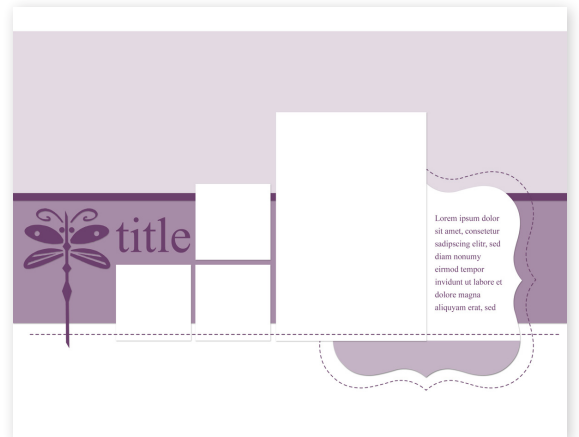 title
Lorem ipsum dolor
sit amet, consetetur
sadipscing elitr, sed
diam nonumy
eirmod tempor
invidunt ut labore et
dolore magna
aliquyam erat, sed